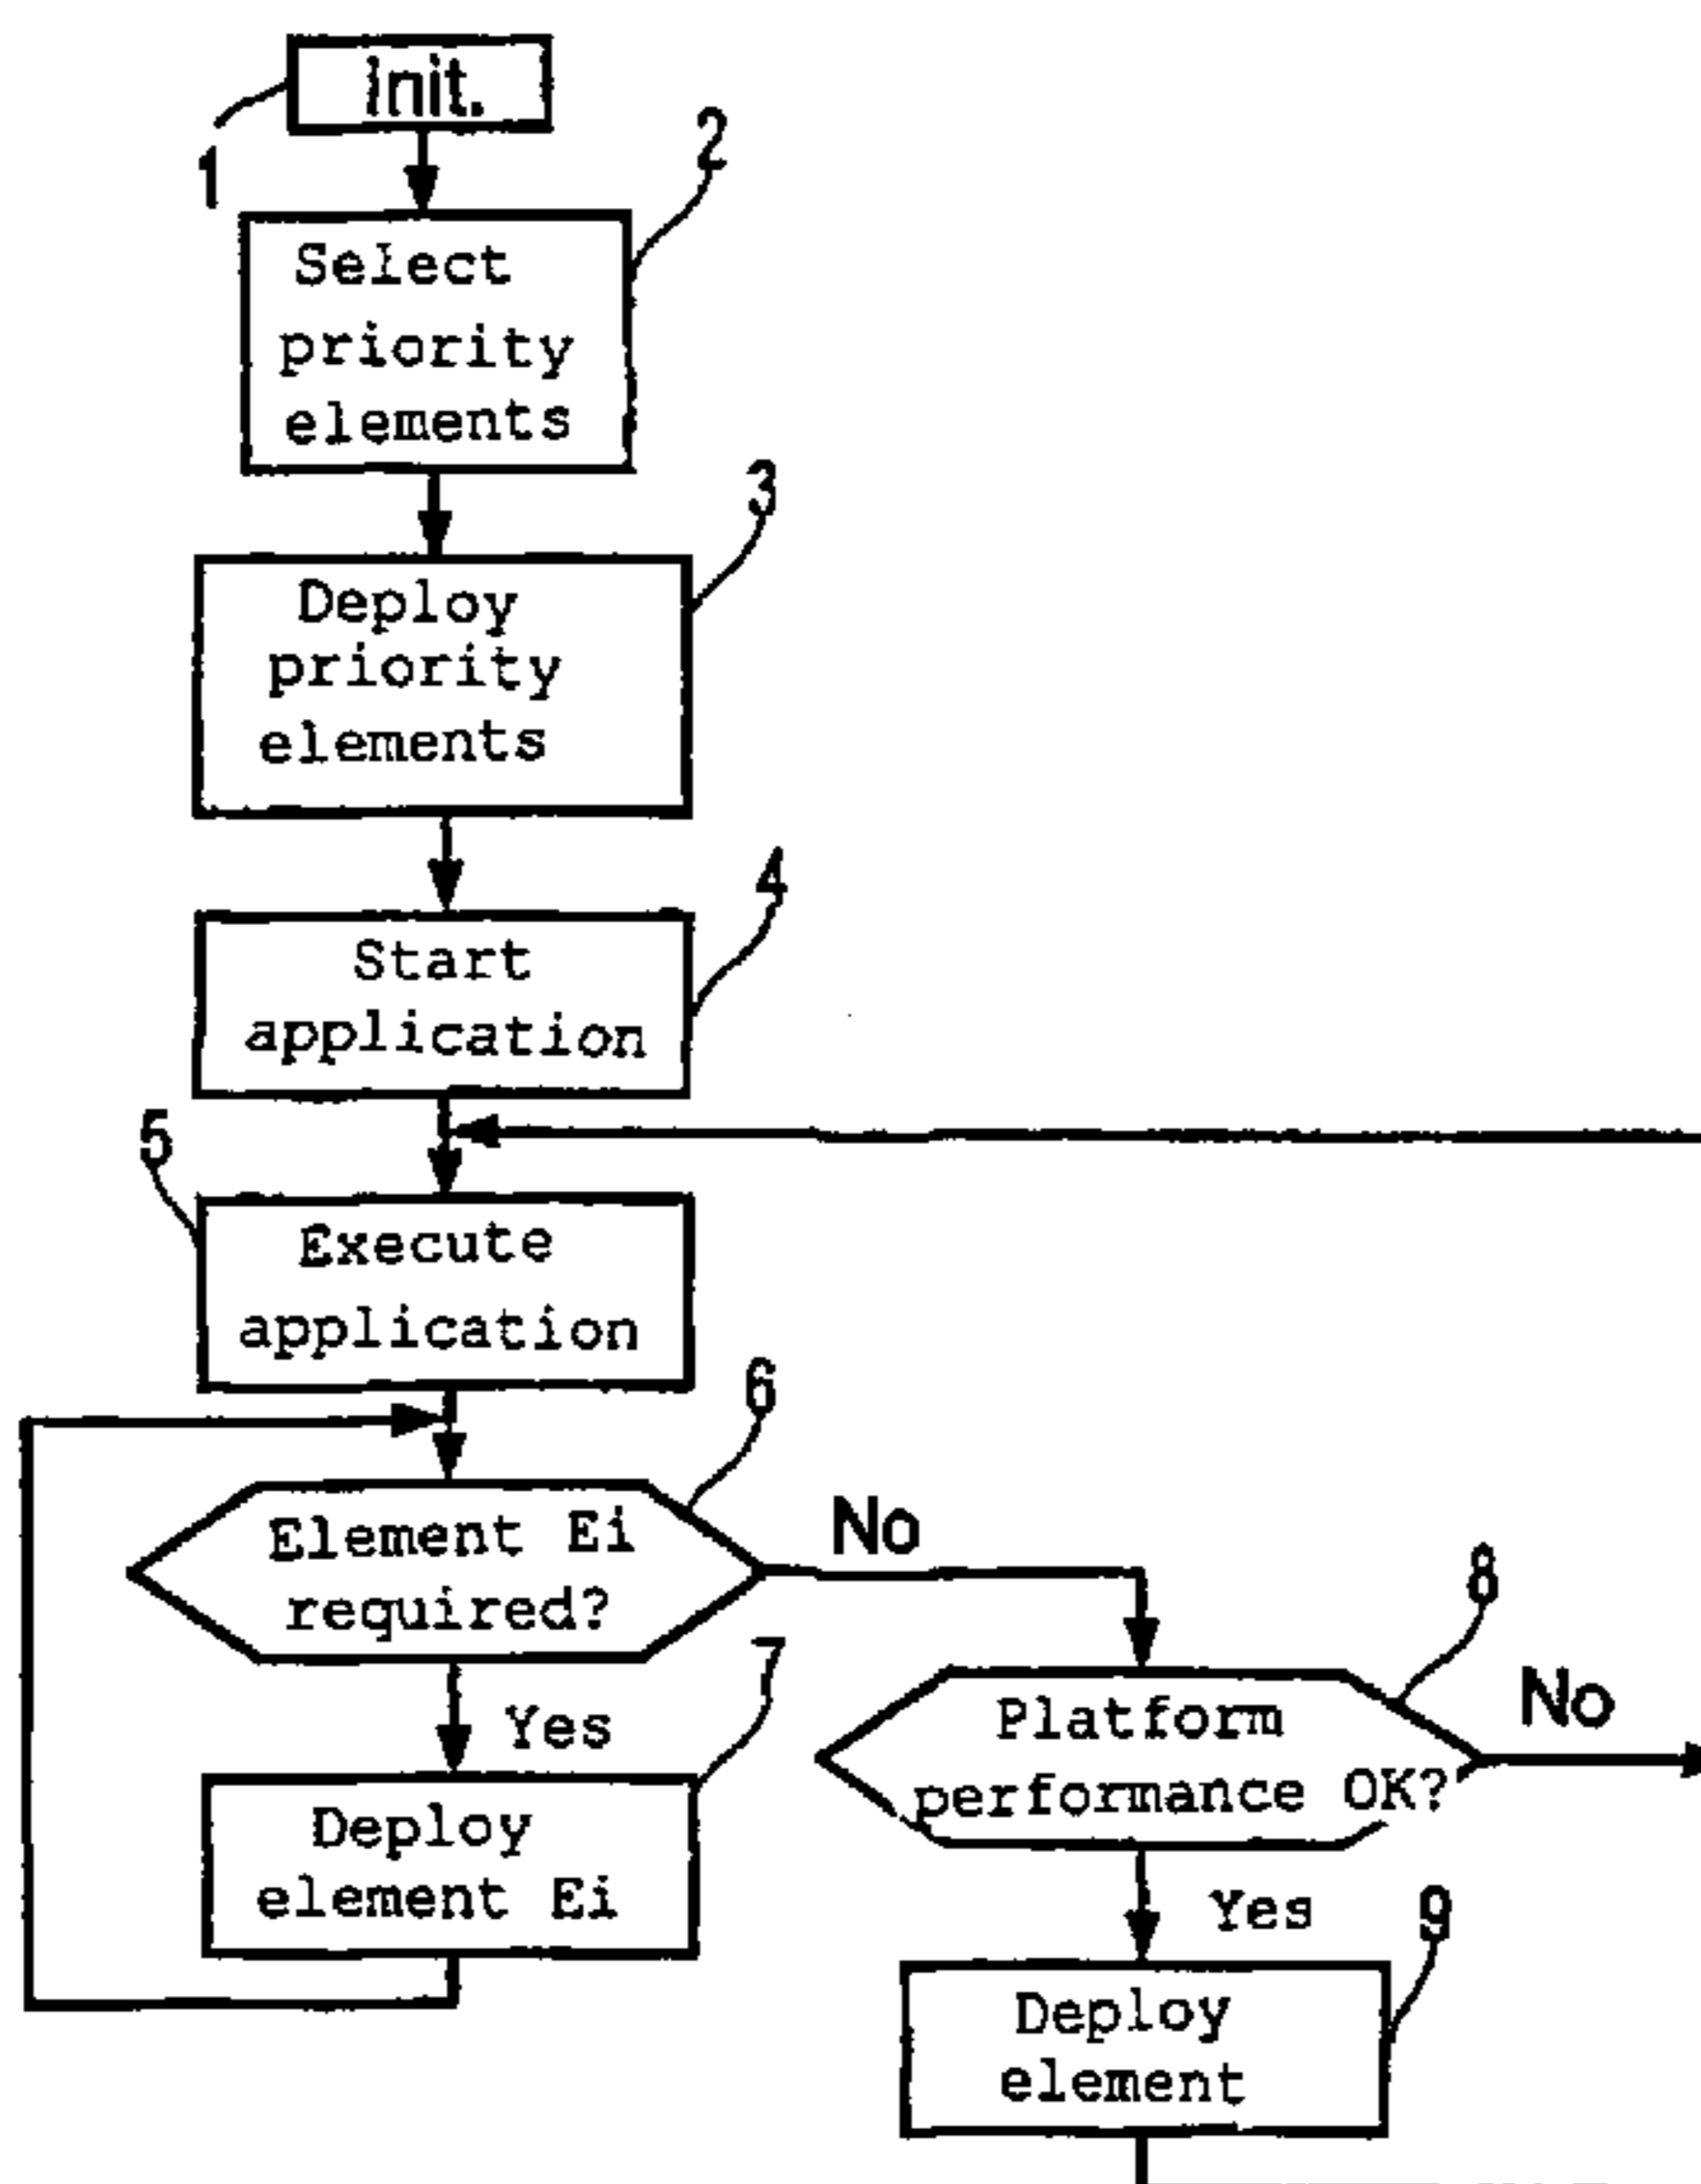 Init.
1
2
Select
priority
elements
3
Deploy
priority
elements
4
Start
application
5
Execute
application
6
Element Ei
required?
No
7
Yes
Deploy
element Ei
8
Platform
performance OK?
No
Yes
9
Deploy
element